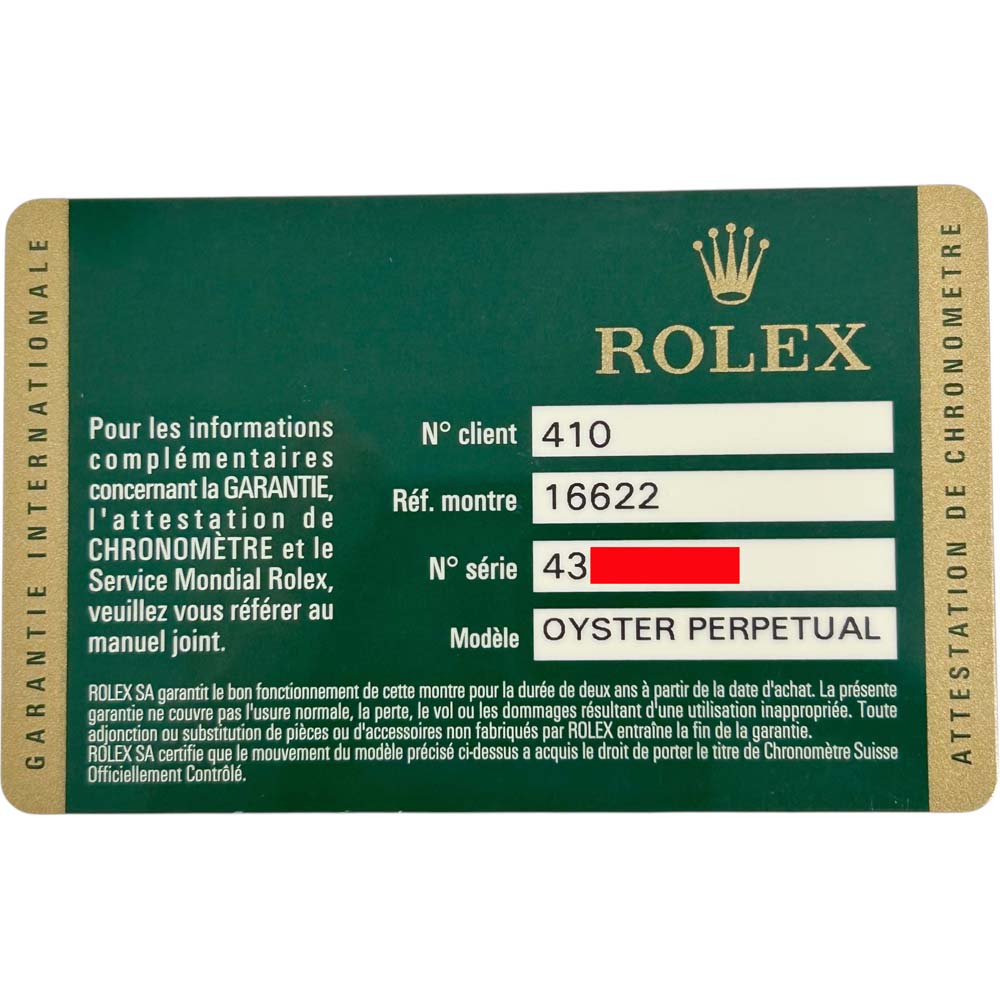 GARANTIE INTERNATIONALE
ROLEX
Pour les informations
complémentaires
concernant la GARANTIE,
l'attestation de
CHRONOMÈTRE et le
Service Mondial Rolex,
veuillez vous référer au
manuel joint.
N° client 410
Réf. montre 16622
N° série 43
Modèle OYSTER PERPETUAL
ROLEX SA garantit le bon fonctionnement de cette montre pour la durée de deux ans à partir de la date d'achat. La présente
garantie ne couvre pas l'usure normale, la perte, le vol ou les dommages résultant d'une utilisation inappropriée. Toute
adjonction ou substitution de pièces ou d'accessoires non fabriqués par ROLEX entraîne la fin de la garantie.
ROLEX SA certifie que le mouvement du modèle précisé ci-dessus a acquis le droit de porter le titre de Chronomètre Suisse
Officiellement Contrôlé.
ATTESTATION DE CHRONOMETRE